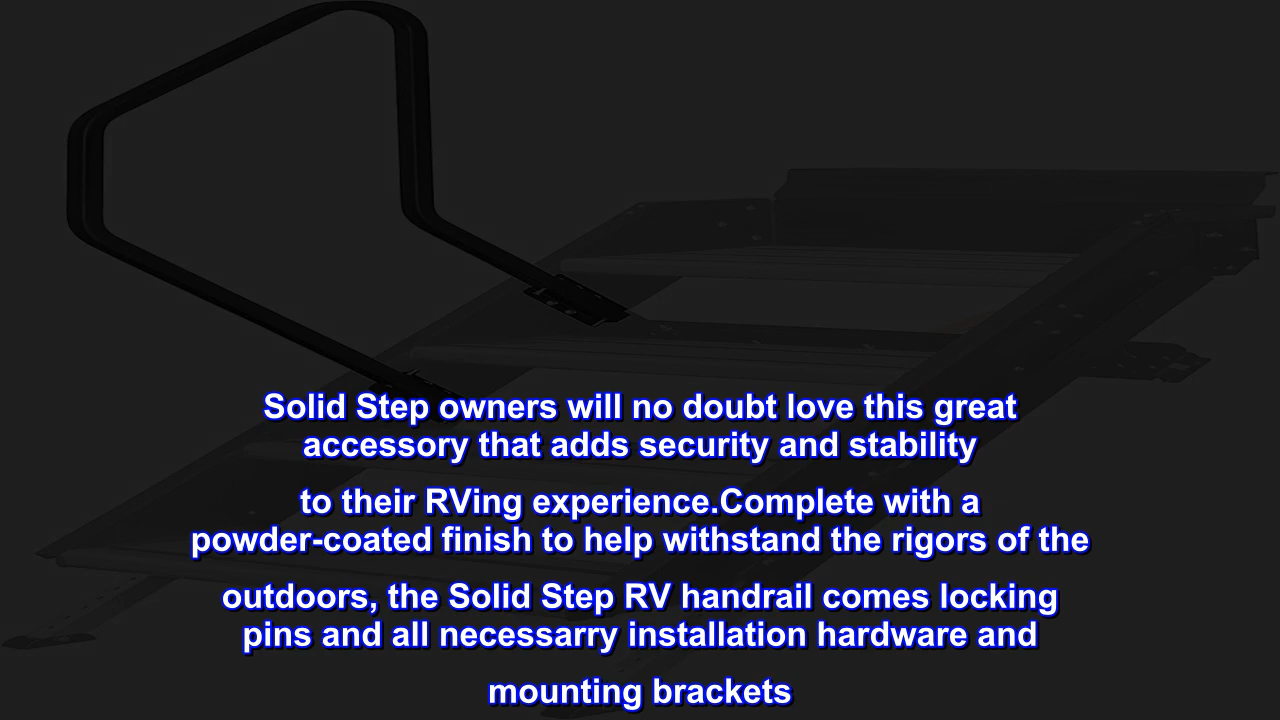 Solid Step owners will no doubt love this great
accessory that adds security and stability
to their RVing experience.Complete with a
powder-coated finish to help withstand the rigors of the
outdoors, the Solid Step RV handrail comes locking
pins and all necessarry installation hardware and
mounting brackets